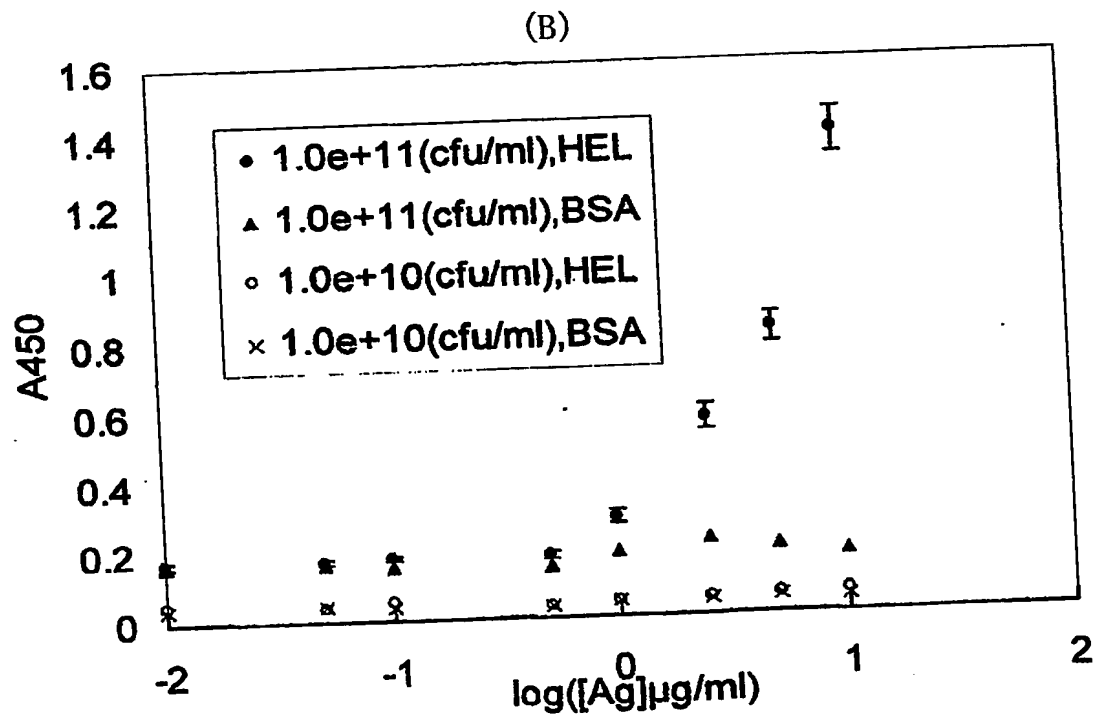 (B)
1.6
1.4
1.2
1
0.8
0.6
0.4
0.2
0
A450
1.0e+11(cfu/ml),HEL
1.0e+11(cfu/ml),BSA
1.0e+10(cfu/ml),HEL
1.0e+10(cfu/ml),BSA
-2
-1
0
1
2
log([Ag]μg/ml)